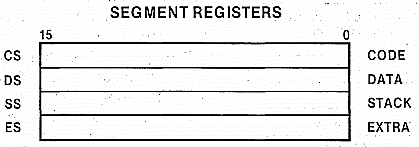 SEGMENT REGISTERS
15 0
CS CODE
DS DATA
SS STACK
ES EXTRA